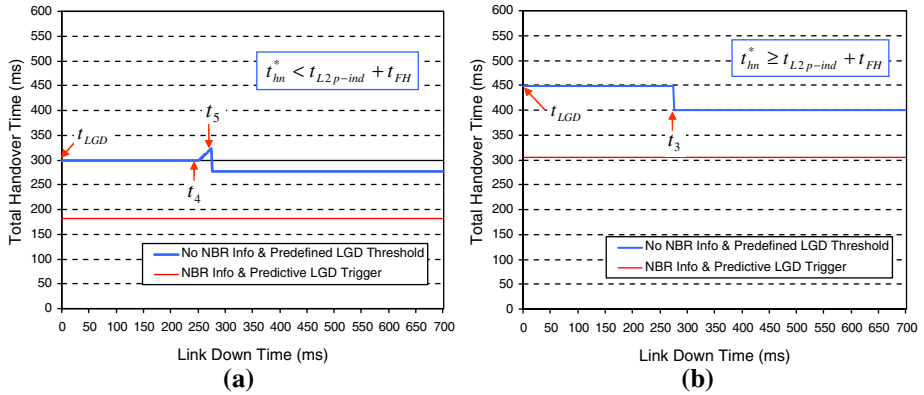 Total Handover Time (ms)
600
550
500
450
400
350
300
250
200
150
100
50
0
t*hn < tL2p−ind + tFH
tLGD
t5
t4
No NBR Info & Predefined LGD Threshold
NBR Info & Predictive LGD Trigger
0 50 100 150 200 250 300 350 400 450 500 550 600 650 700
Link Down Time (ms)
(a)
Total Handover Time (ms)
600
550
500
450
400
350
300
250
200
150
100
50
0
t*hn ≥ tL2p−ind + tFH
tLGD
t3
No NBR Info & Predefined LGD Threshold
NBR Info & Predictive LGD Trigger
0 50 100 150 200 250 300 350 400 450 500 550 600 650 700
Link Down Time (ms)
(b)